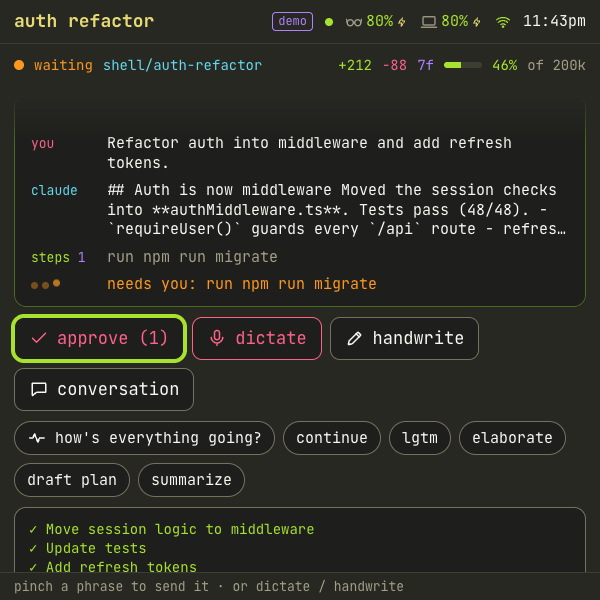 auth refactor demo 80% 80% 11:43pm
waiting shell/auth-refactor +212 -88 7f 46% of 200k
you Refactor auth into middleware and add refresh
tokens.
claude ## Auth is now middleware Moved the session checks
into **authMiddleware.ts**. Tests pass (48/48). -
`requireUser()` guards every `/api` route - refres…
steps 1 run npm run migrate
needs you: run npm run migrate
approve (1) dictate handwrite
conversation
how's everything going? continue lgtm elaborate
draft plan summarize
✓ Move session logic to middleware
✓ Update tests
✓ Add refresh tokens
pinch a phrase to send it · or dictate / handwrite